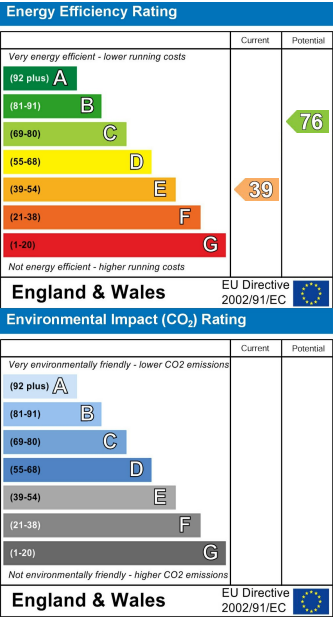 Energy Efficiency Rating
Current Potential
Very energy efficient - lower running costs
(92 plus) A
(81-91) B
(69-80) C
(55-68) D
(39-54) E
(21-38) F
(1-20) G
76
39
Not energy efficient - higher running costs
England & Wales
EU Directive
2002/91/EC
Environmental Impact (CO₂) Rating
Current Potential
Very environmentally friendly - lower CO2 emissions
(92 plus) A
(81-91) B
(69-80) C
(55-68) D
(39-54) E
(21-38) F
(1-20) G
Not environmentally friendly - higher CO2 emissions
England & Wales
EU Directive
2002/91/EC